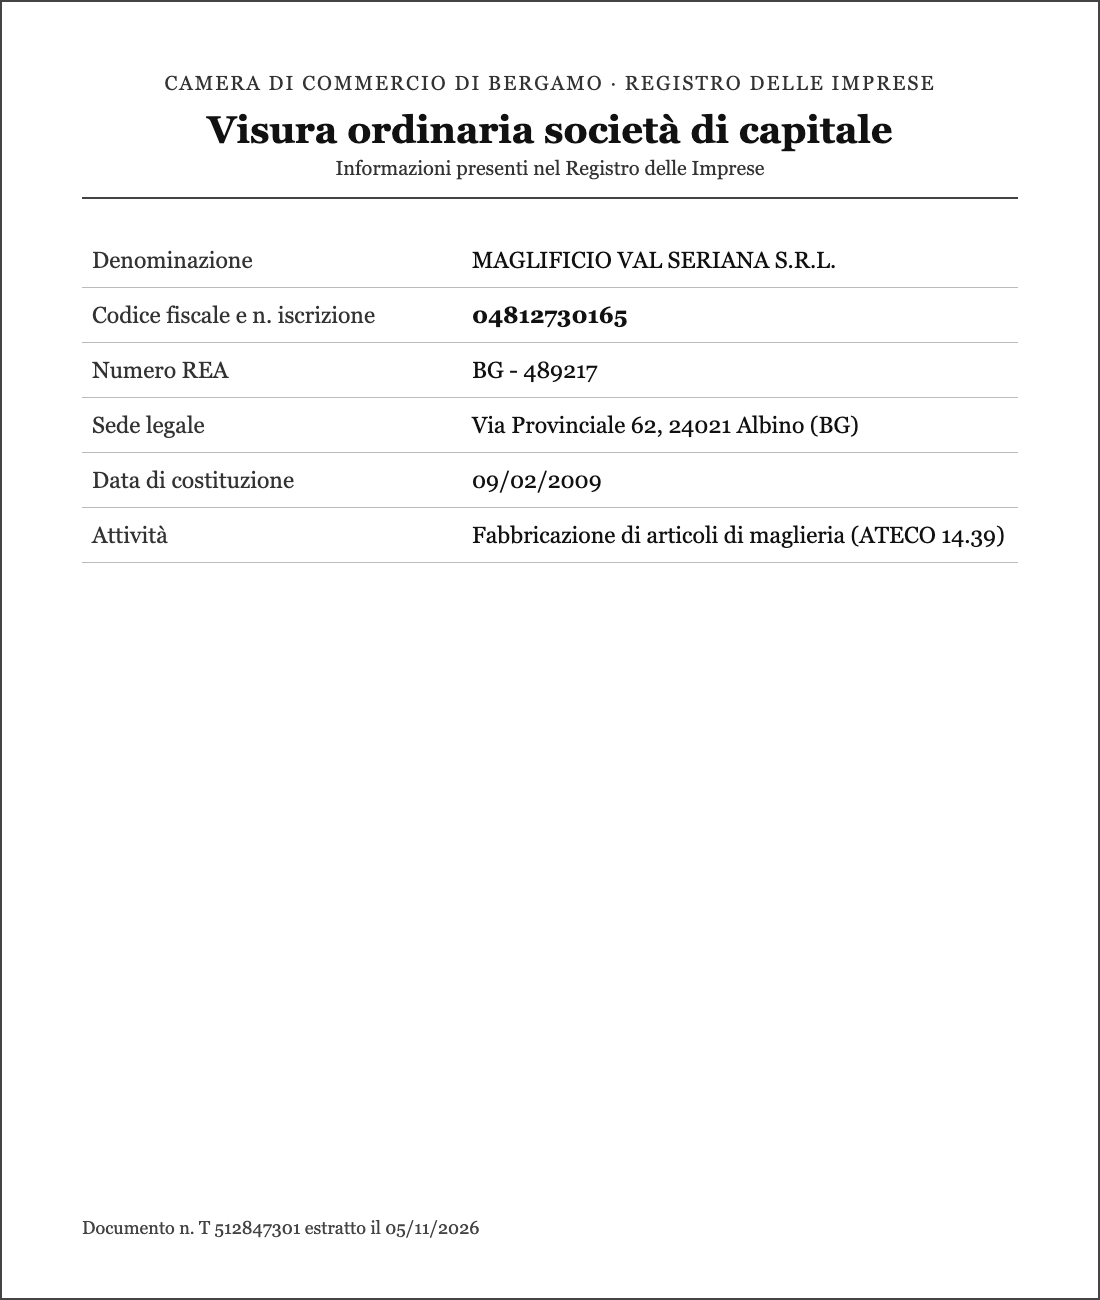 CAMERA DI COMMERCIO DI BERGAMO · REGISTRO DELLE IMPRESE
Visura ordinaria società di capitale
Informazioni presenti nel Registro delle Imprese
Denominazione MAGLIFICIO VAL SERIANA S.R.L.
Codice fiscale e n. iscrizione 04812730165
Numero REA BG - 489217
Sede legale Via Provinciale 62, 24021 Albino (BG)
Data di costituzione 09/02/2009
Attività Fabbricazione di articoli di maglieria (ATECO 14.39)
Documento n. T 512847301 estratto il 05/11/2026